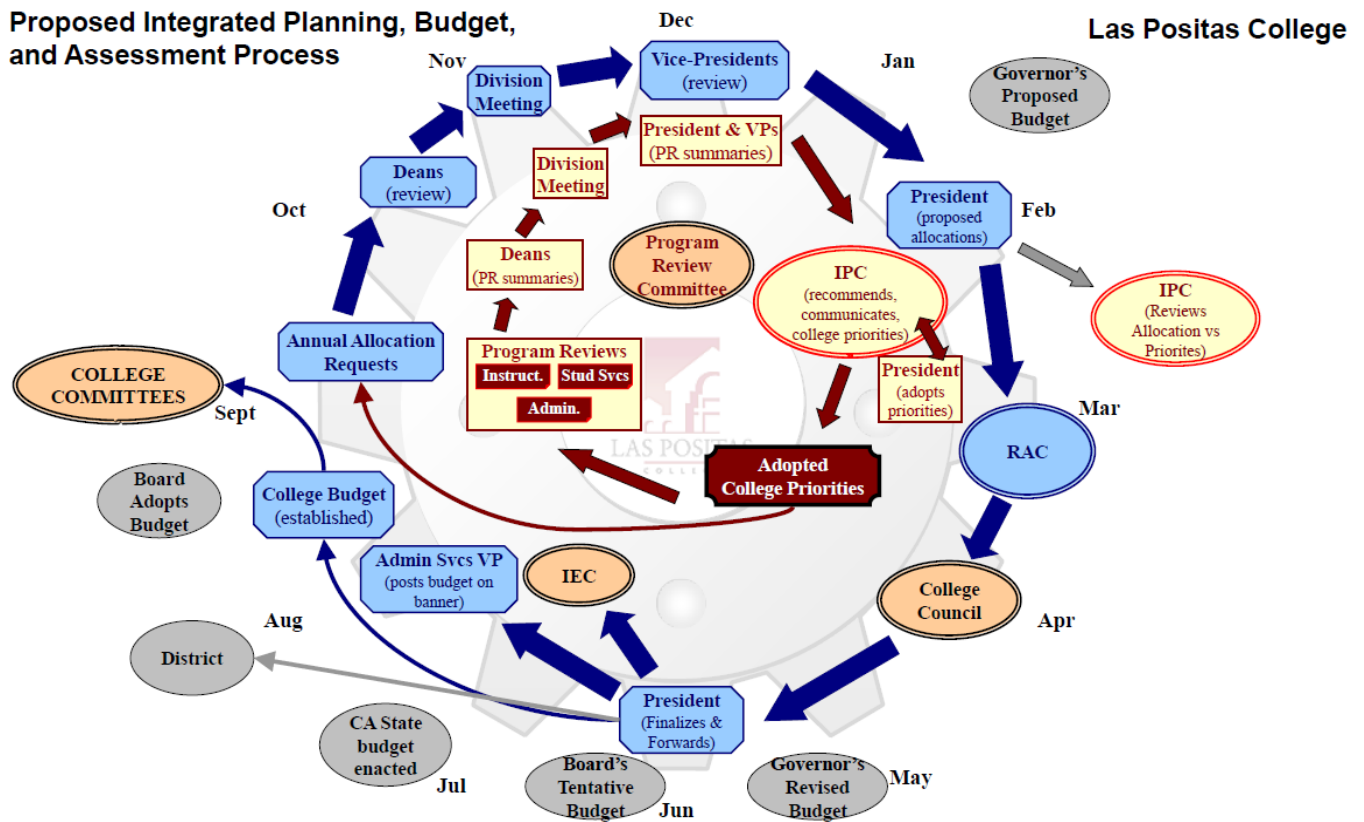 Proposed Integrated Planning, Budget,
and Assessment Process
Las Positas College
Dec
Nov
Jan
Vice-Presidents
(review)
Division
Meeting
Governor's
Proposed
Budget
President & VPs
(PR summaries)
Division
Meeting
Deans
(review)
Oct
President
(proposed
allocations)
Feb
Program
Review
Committee
Deans
(PR summaries)
IPC
(recommends,
communicates,
college priorities)
IPC
(Reviews
Allocation vs
Priorites)
Annual Allocation
Requests
Program Reviews
Instruct.
Stud Svcs
Admin.
President
(adopts
priorities)
COLLEGE
COMMITTEES
Sept
Mar
RAC
LAS POSITAS
COLLEGE
Adopted
College Priorities
Board
Adopts
Budget
College Budget
(established)
Admin Svcs VP
(posts budget on
banner)
IEC
College
Council
Apr
Aug
District
President
(Finalizes &
Forwards)
CA State
budget
enacted
Jul
Board's
Tentative
Budget
Jun
Governor's
Revised
Budget
May